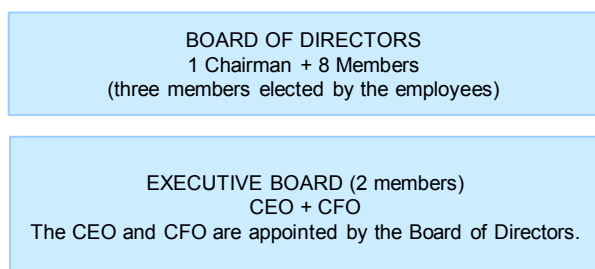 BOARD OF DIRECTORS
1 Chairman + 8 Members
(three members elected by the employees)
EXECUTIVE BOARD (2 members)
CEO + CFO
The CEO and CFO are appointed by the Board of Directors.